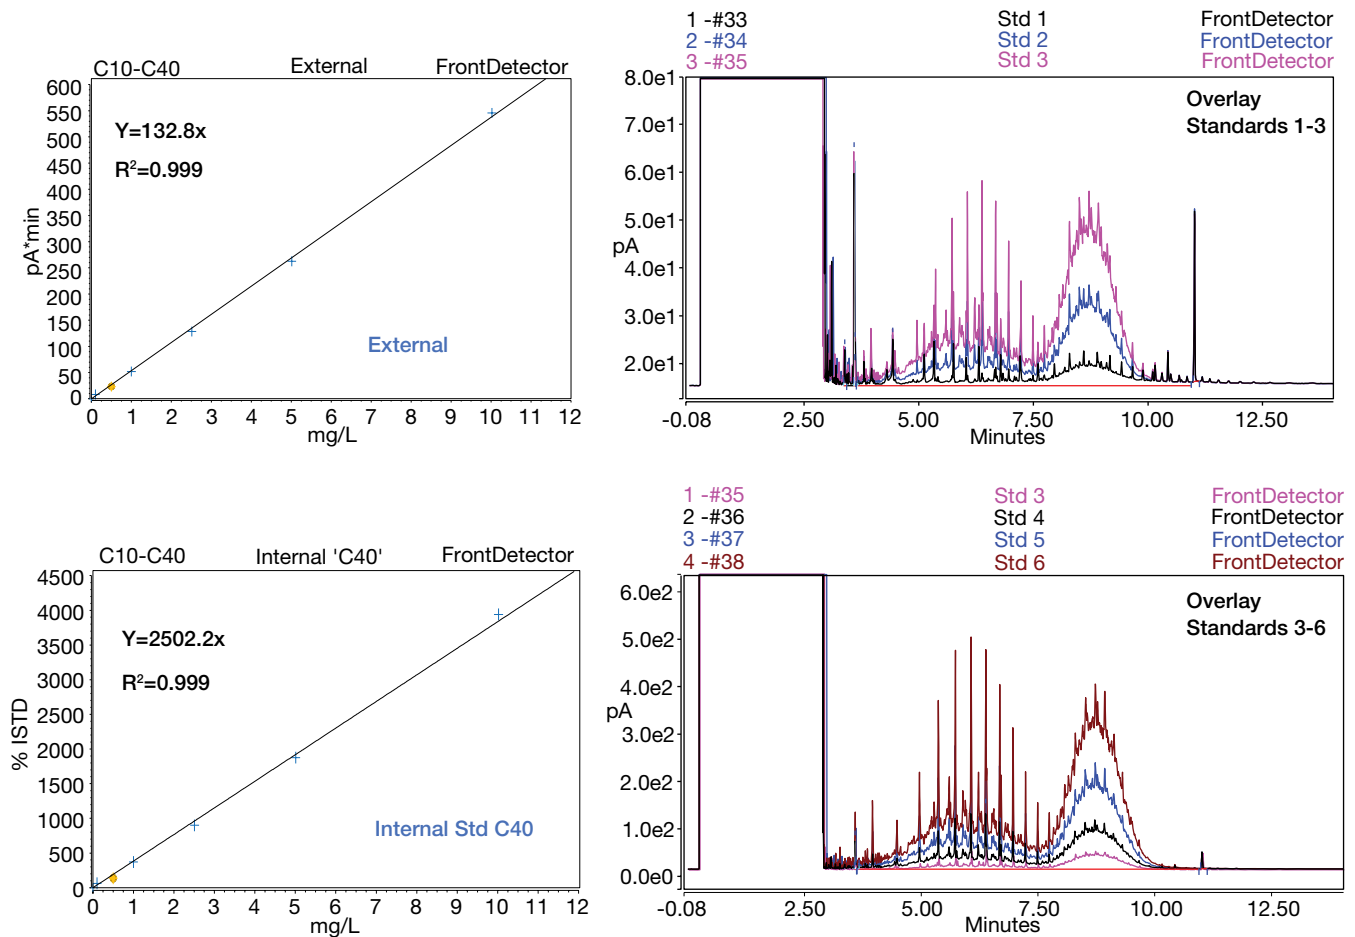 C10-C40 External FrontDetector
600
550
500
450
400
350
300
250
200
150
100
50
0
pA*min
Y=132.8x
R²=0.999
External
0 1 2 3 4 5 6 7 8 9 10 11 12
mg/L
1 -#33 Std 1 FrontDetector
2 -#34 Std 2 FrontDetector
3 -#35 Std 3 FrontDetector
8.0e1
7.0e1
6.0e1
5.0e1
4.0e1
3.0e1
2.0e1
pA
Overlay
Standards 1-3
-0.08 2.50 5.00 7.50 10.00 12.50
Minutes
C10-C40 Internal 'C40' FrontDetector
4500
4000
3500
3000
2500
2000
1500
1000
500
0
% ISTD
Y=2502.2x
R²=0.999
Internal Std C40
0 1 2 3 4 5 6 7 8 9 10 11 12
mg/L
1 -#35 Std 3 FrontDetector
2 -#36 Std 4 FrontDetector
3 -#37 Std 5 FrontDetector
4 -#38 Std 6 FrontDetector
6.0e2
5.0e2
4.0e2
3.0e2
2.0e2
1.0e2
0.0e0
pA
Overlay
Standards 3-6
-0.08 2.50 5.00 7.50 10.00 12.50
Minutes